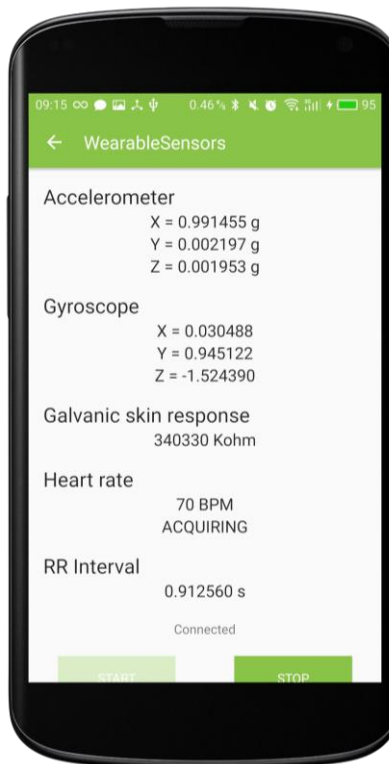 09:15 0.46% 95
← WearableSensors
Accelerometer
X = 0.991455 g
Y = 0.002197 g
Z = 0.001953 g
Gyroscope
X = 0.030488
Y = 0.945122
Z = -1.524390
Galvanic skin response
340330 Kohm
Heart rate
70 BPM
ACQUIRING
RR Interval
0.912560 s
Connected
START STOP